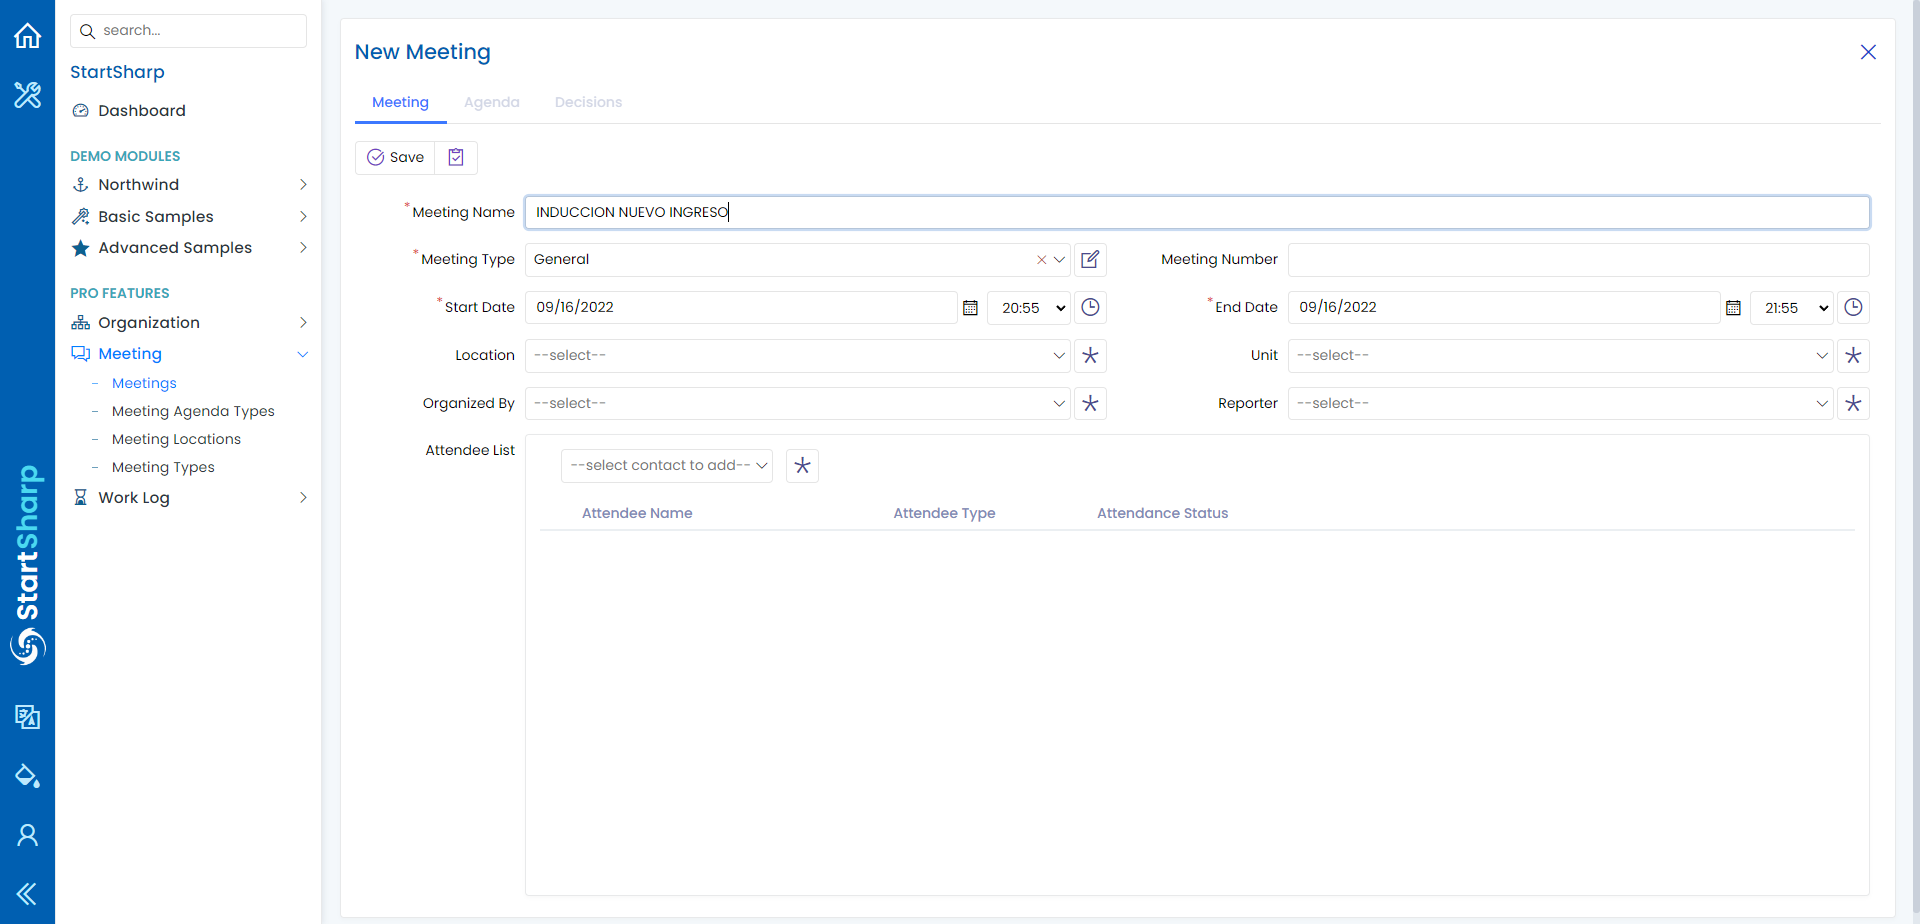 search...
StartSharp
Dashboard
DEMO MODULES
Northwind
Basic Samples
Advanced Samples
PRO FEATURES
Organization
Meeting
- Meetings
- Meeting Agenda Types
- Meeting Locations
- Meeting Types
Work Log
StartSharp
New Meeting
Meeting Agenda Decisions
Save
* Meeting Name INDUCCION NUEVO INGRESO
* Meeting Type General Meeting Number
* Start Date 09/16/2022 20:55 * End Date 09/16/2022 21:55
Location --select-- Unit --select--
Organized By --select-- Reporter --select--
Attendee List
--select contact to add--
Attendee Name Attendee Type Attendance Status